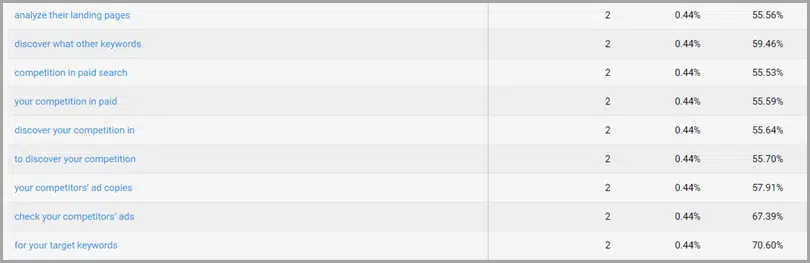 analyze their landing pages 2 0.44% 55.56%
discover what other keywords 2 0.44% 59.46%
competition in paid search 2 0.44% 55.53%
your competition in paid 2 0.44% 55.59%
discover your competition in 2 0.44% 55.64%
to discover your competition 2 0.44% 55.70%
your competitors' ad copies 2 0.44% 57.91%
check your competitors' ads 2 0.44% 67.39%
for your target keywords 2 0.44% 70.60%